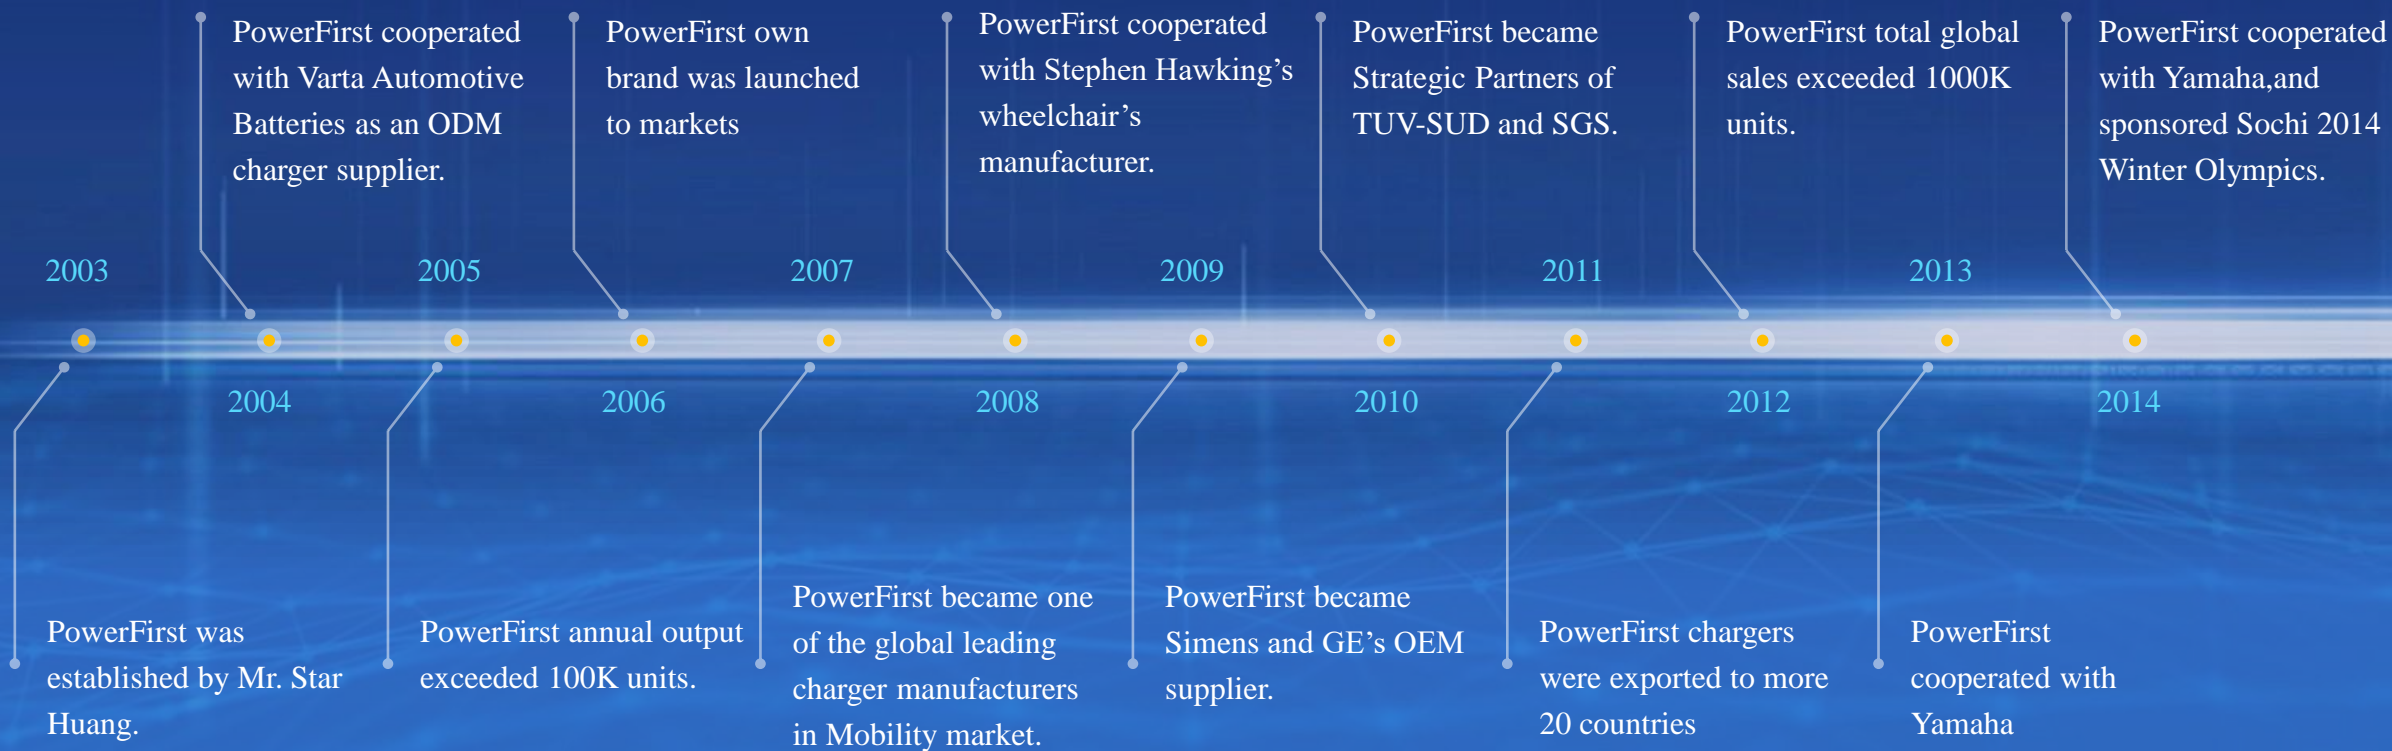 PowerFirst cooperated
with Varta Automotive
Batteries as an ODM
charger supplier.
PowerFirst own
brand was launched
to markets
PowerFirst cooperated
with Stephen Hawking’s
wheelchair’s
manufacturer.
PowerFirst became
Strategic Partners of
TUV-SUD and SGS.
PowerFirst total global
sales exceeded 1000K
units.
PowerFirst cooperated
with Yamaha,and
sponsored Sochi 2014
Winter Olympics.
2003
2005
2007
2009
2011
2013
2004
2006
2008
2010
2012
2014
PowerFirst was
established by Mr. Star
Huang.
PowerFirst annual output
exceeded 100K units.
PowerFirst became one
of the global leading
charger manufacturers
in Mobility market.
PowerFirst became
Simens and GE’s OEM
supplier.
PowerFirst chargers
were exported to more
20 countries
PowerFirst
cooperated with
Yamaha